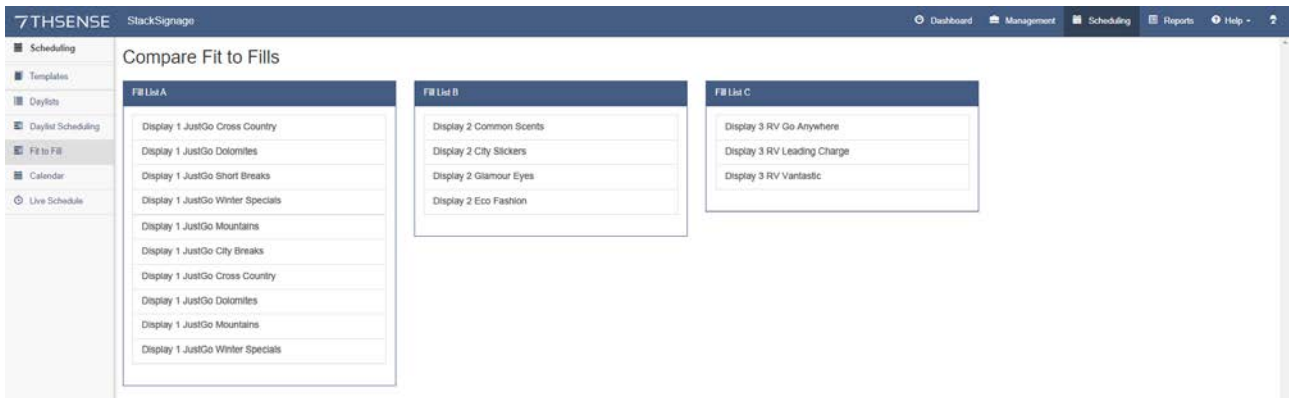 7THSENSE StackSignage Dashboard Management Scheduling Reports Help
Scheduling
Templates
Daylists
Daylist Scheduling
Fit to Fill
Calendar
Live Schedule
Compare Fit to Fills
Fill List A
Display 1 JustGo Cross Country
Display 1 JustGo Dolomites
Display 1 JustGo Short Breaks
Display 1 JustGo Winter Specials
Display 1 JustGo Mountains
Display 1 JustGo City Breaks
Display 1 JustGo Cross Country
Display 1 JustGo Dolomites
Display 1 JustGo Mountains
Display 1 JustGo Winter Specials
Fill List B
Display 2 Common Scents
Display 2 City Slickers
Display 2 Glamour Eyes
Display 2 Eco Fashion
Fill List C
Display 3 RV Go Anywhere
Display 3 RV Leading Charge
Display 3 RV Vantastic